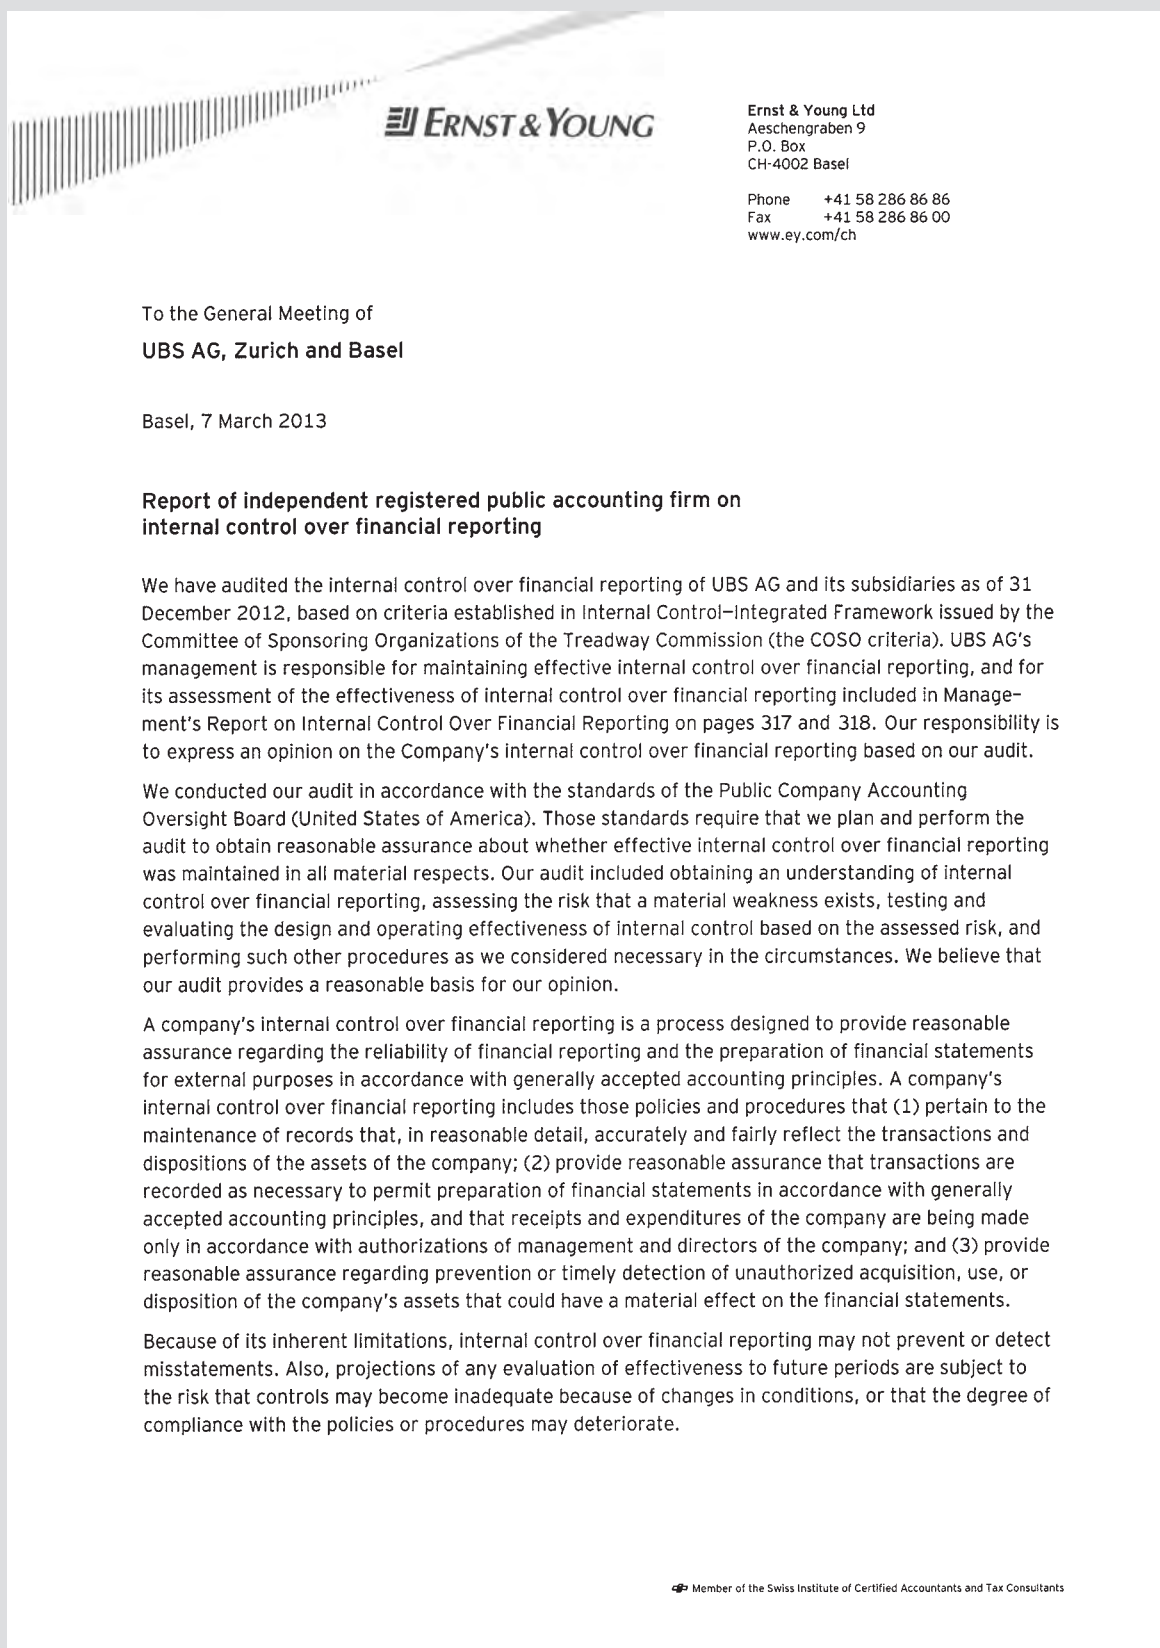 ERNST & YOUNG
Ernst & Young Ltd
Aeschengraben 9
P.O. Box
CH-4002 Basel
Phone +41 58 286 86 86
Fax +41 58 286 86 00
www.ey.com/ch
To the General Meeting of
UBS AG, Zurich and Basel
Basel, 7 March 2013
Report of independent registered public accounting firm on
internal control over financial reporting
We have audited the internal control over financial reporting of UBS AG and its subsidiaries as of 31
December 2012, based on criteria established in Internal Control–Integrated Framework issued by the
Committee of Sponsoring Organizations of the Treadway Commission (the COSO criteria). UBS AG's
management is responsible for maintaining effective internal control over financial reporting, and for
its assessment of the effectiveness of internal control over financial reporting included in Manage-
ment's Report on Internal Control Over Financial Reporting on pages 317 and 318. Our responsibility is
to express an opinion on the Company's internal control over financial reporting based on our audit.
We conducted our audit in accordance with the standards of the Public Company Accounting
Oversight Board (United States of America). Those standards require that we plan and perform the
audit to obtain reasonable assurance about whether effective internal control over financial reporting
was maintained in all material respects. Our audit included obtaining an understanding of internal
control over financial reporting, assessing the risk that a material weakness exists, testing and
evaluating the design and operating effectiveness of internal control based on the assessed risk, and
performing such other procedures as we considered necessary in the circumstances. We believe that
our audit provides a reasonable basis for our opinion.
A company's internal control over financial reporting is a process designed to provide reasonable
assurance regarding the reliability of financial reporting and the preparation of financial statements
for external purposes in accordance with generally accepted accounting principles. A company's
internal control over financial reporting includes those policies and procedures that (1) pertain to the
maintenance of records that, in reasonable detail, accurately and fairly reflect the transactions and
dispositions of the assets of the company; (2) provide reasonable assurance that transactions are
recorded as necessary to permit preparation of financial statements in accordance with generally
accepted accounting principles, and that receipts and expenditures of the company are being made
only in accordance with authorizations of management and directors of the company; and (3) provide
reasonable assurance regarding prevention or timely detection of unauthorized acquisition, use, or
disposition of the company's assets that could have a material effect on the financial statements.
Because of its inherent limitations, internal control over financial reporting may not prevent or detect
misstatements. Also, projections of any evaluation of effectiveness to future periods are subject to
the risk that controls may become inadequate because of changes in conditions, or that the degree of
compliance with the policies or procedures may deteriorate.
Member of the Swiss Institute of Certified Accountants and Tax Consultants